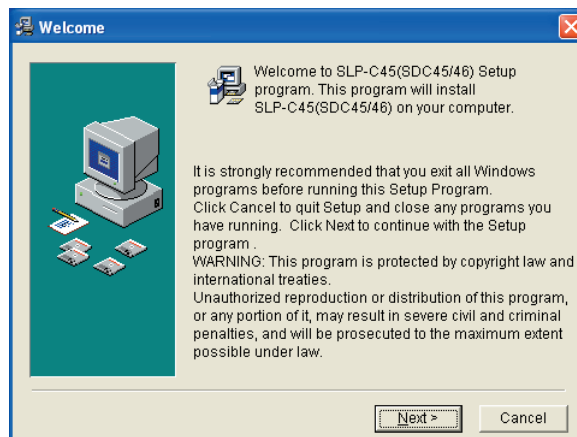 Welcome
Welcome to SLP-C45(SDC45/46) Setup
program. This program will install
SLP-C45(SDC45/46) on your computer.
It is strongly recommended that you exit all Windows
programs before running this Setup Program.
Click Cancel to quit Setup and close any programs you
have running.  Click Next to continue with the Setup
program .
WARNING: This program is protected by copyright law and
international treaties.
Unauthorized reproduction or distribution of this program,
or any portion of it, may result in severe civil and criminal
penalties, and will be prosecuted to the maximum extent
possible under law.
Next >
Cancel